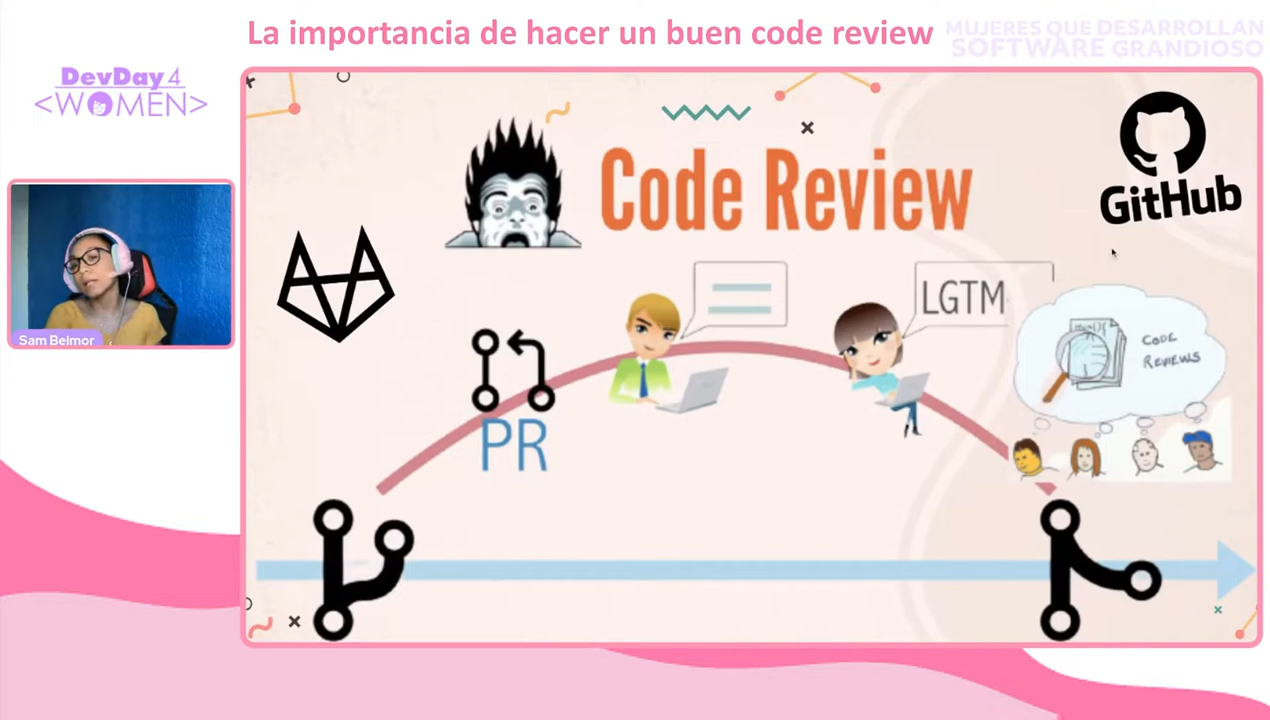 La importancia de hacer un buen code review
MUJERES QUE DESARROLLAN
SOFTWARE GRANDIOSO
DevDay4
<WOMEN>
Sam Belmor
Code Review
GitHub
LGTM
PR
CODE
REVIEWS